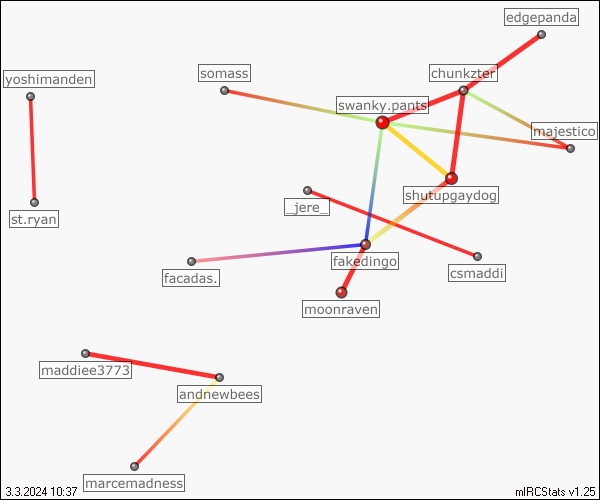 edgepanda
yoshimanden
somass
chunkzter
swanky.pants
majestico
shutupgaydog
_jere_
st.ryan
fakedingo
csmaddi
facadas.
moonraven
maddiee3773
andnewbees
marcemadness
3.3.2024 10:37
mIRCStats v1.25